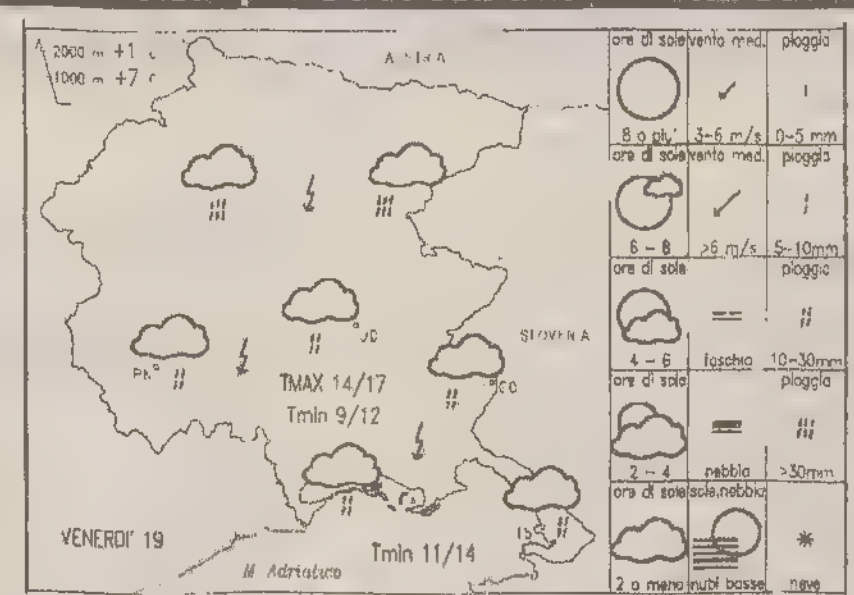 2000 m +1 c
1000 m +7 c
AUSTRIA
UD
PN
SLOVENIA
GO
TMAX 14/17
Tmin 9/12
TS
VENERDI' 19
Tmin 11/14
M. Adriatico
ore di sole vento med. pioggia
8 o piu' 3-6 m/s 0-5 mm
ore di sole vento med. pioggia
6 - 8 >6 m/s 5-10mm
ore di sole pioggia
4 - 6 foschia 10-30mm
ore di sole pioggia
2 - 4 nebbia >30mm
ore di sole sole,nebbia
2 o meno nubi basse neve